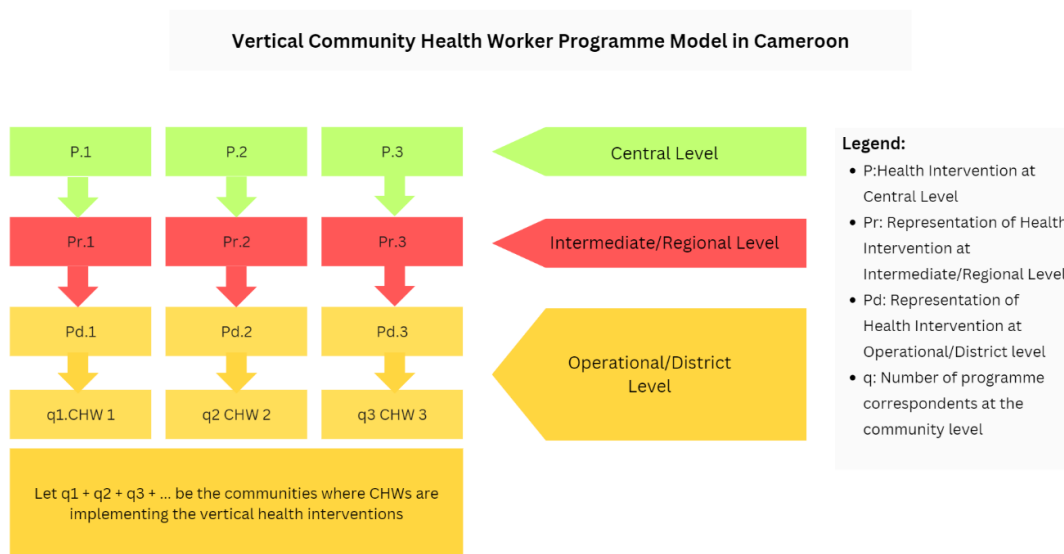 Vertical Community Health Worker Programme Model in Cameroon
P.1
P.2
P.3
Central Level
Pr.1
Pr.2
Pr.3
Intermediate/Regional Level
Pd.1
Pd.2
Pd.3
Operational/District
Level
q1.CHW 1
q2 CHW 2
q3 CHW 3
Let q1 + q2 + q3 + ... be the communities where CHWs are
implementing the vertical health interventions
Legend:
• P:Health Intervention at
Central Level
• Pr: Representation of Health
Intervention at
Intermediate/Regional Level
• Pd: Representation of
Health Intervention at
Operational/District level
• q: Number of programme
correspondents at the
community level